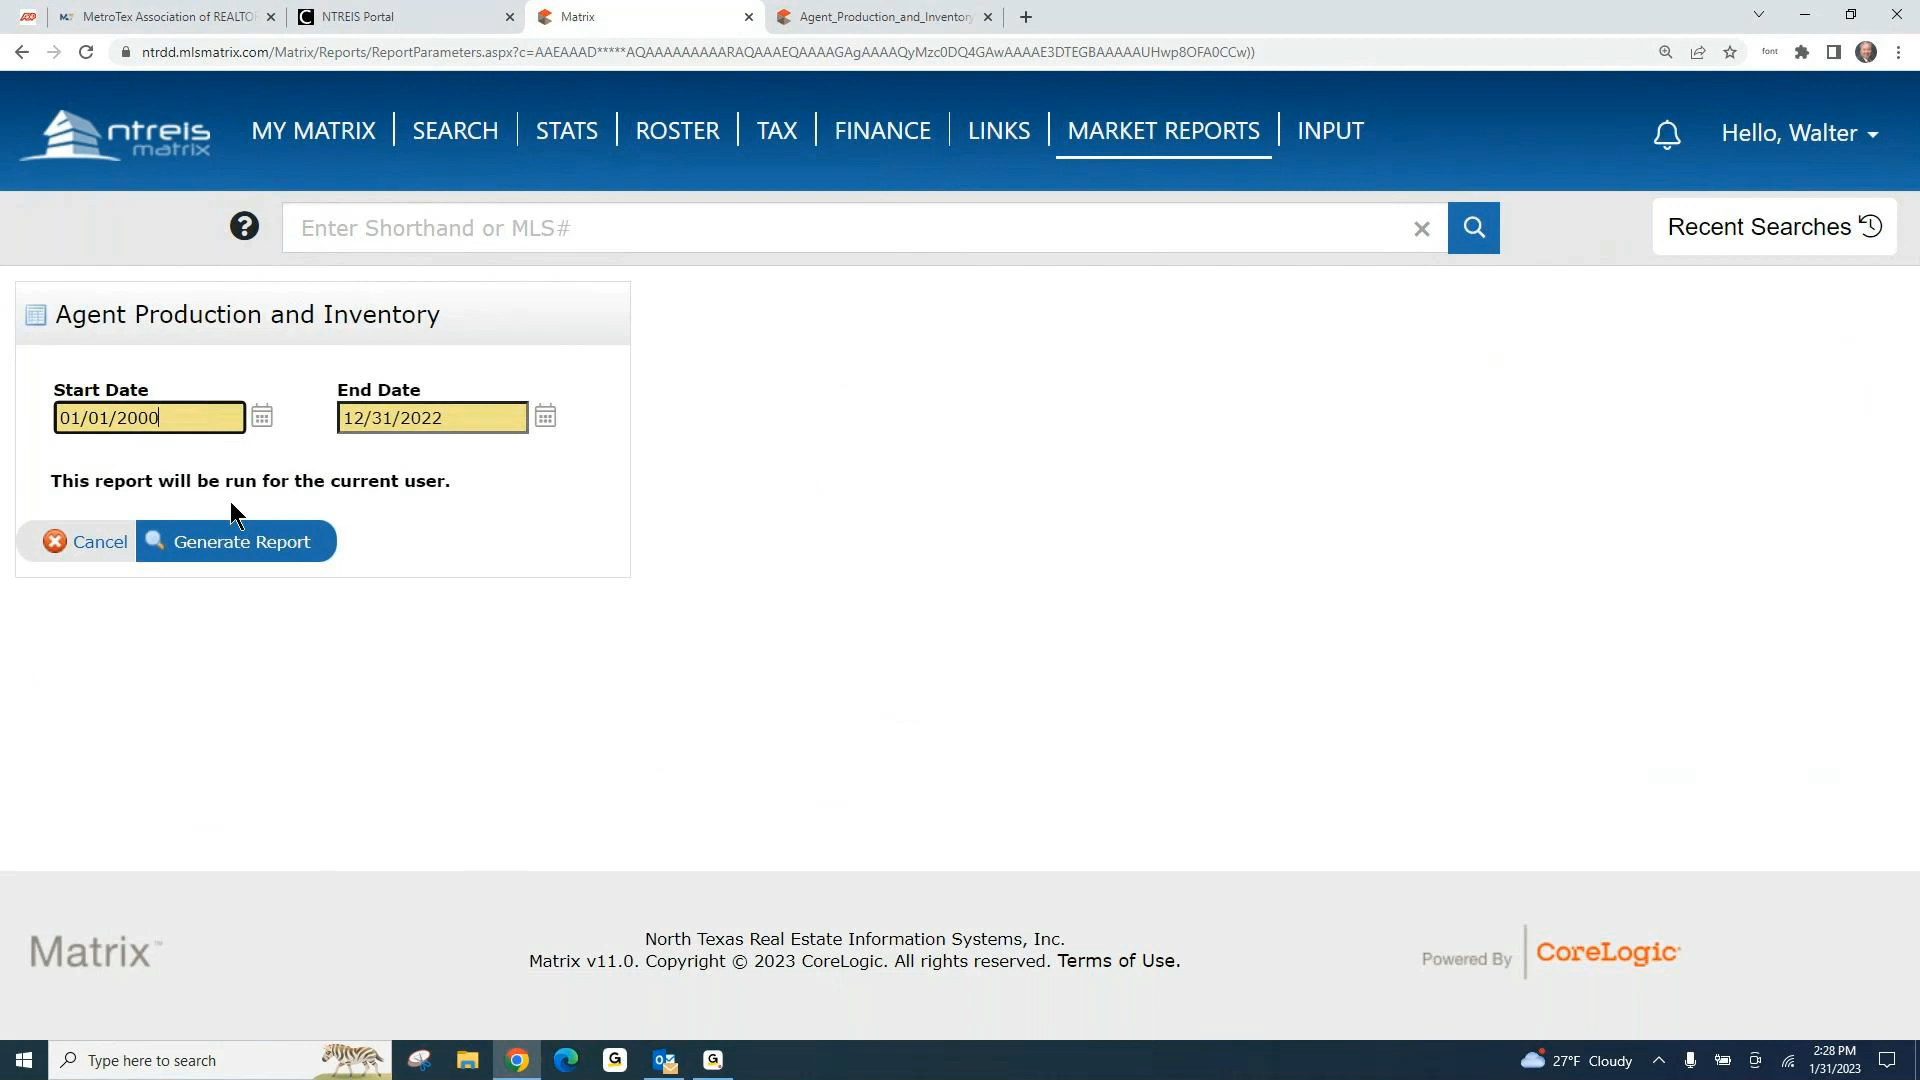 MetroTex Association of REALTO
NTREIS Portal
Matrix
Agent_Production_and_Inventory
ntrdd.mlsmatrix.com/Matrix/Reports/ReportParameters.aspx?c=AAEAAAD*****AQAAAAAAAAARAQAAAEQAAAAGAgAAAAQyMzc0DQ4GAwAAAAE3DTEGBAAAAAUHwp8OFA0CCw))
font
ntreis
matrix
MY MATRIX
SEARCH
STATS
ROSTER
TAX
FINANCE
LINKS
MARKET REPORTS
INPUT
Hello, Walter
Enter Shorthand or MLS#
Recent Searches
Agent Production and Inventory
Start Date
End Date
01/01/2000
12/31/2022
This report will be run for the current user.
Cancel
Generate Report
Matrix™
North Texas Real Estate Information Systems, Inc.
Matrix v11.0. Copyright © 2023 CoreLogic. All rights reserved. Terms of Use.
Powered By
CoreLogic
Type here to search
27°F Cloudy
2:28 PM
1/31/2023